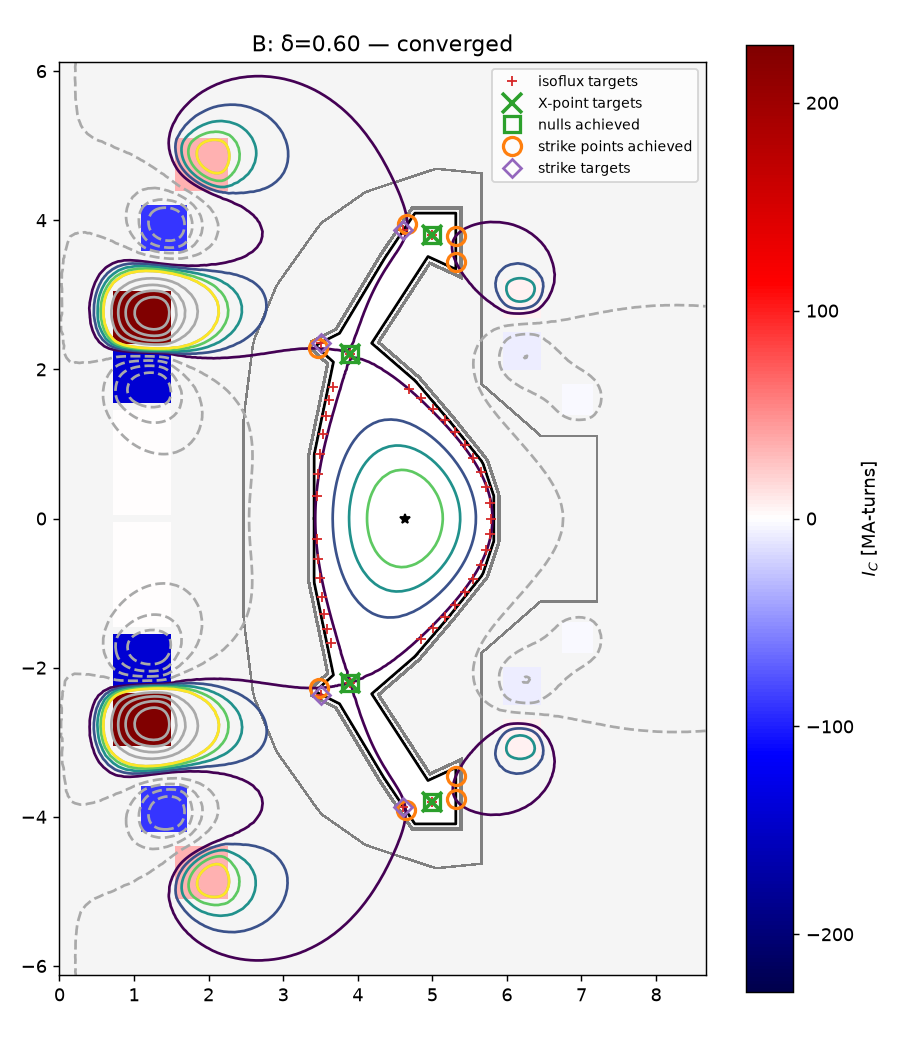 B: δ=0.60 — converged
isoflux targets
X-point targets
nulls achieved
strike points achieved
strike targets
6
4
2
0
−2
−4
−6
0 1 2 3 4 5 6 7 8
200
100
0
−100
−200
I_C [MA-turns]